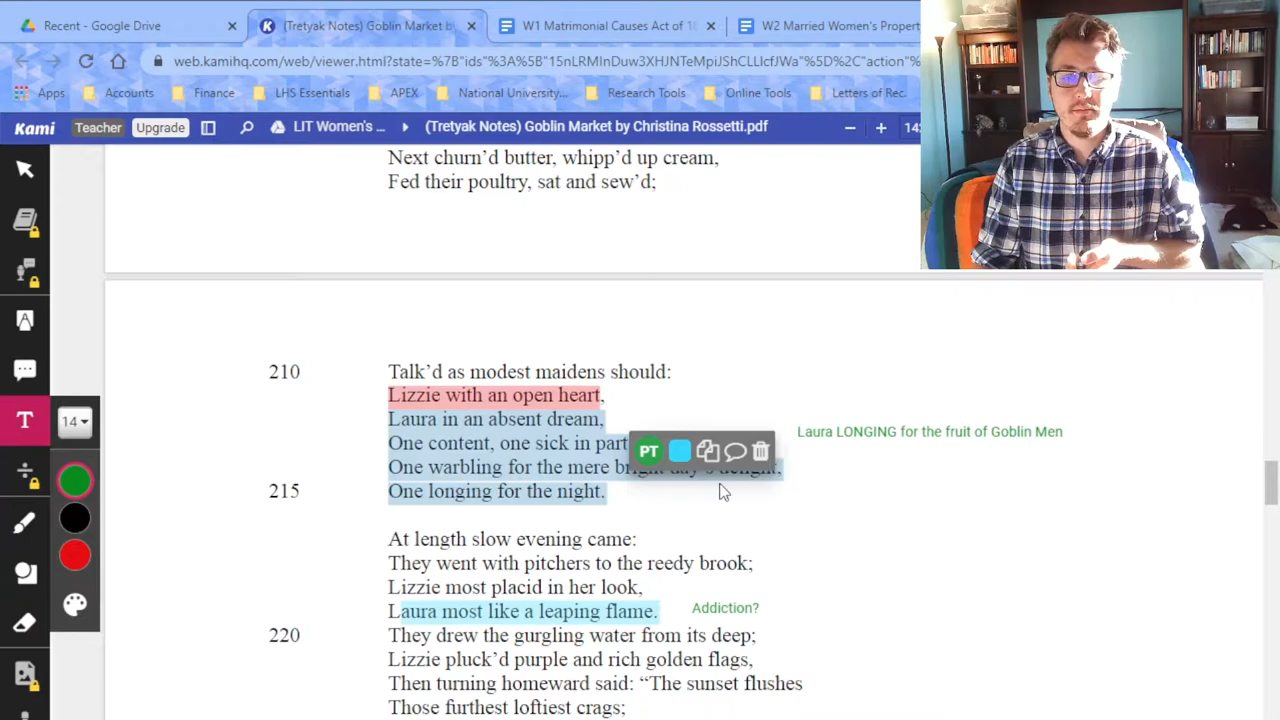 Recent - Google Drive
(Tretyak Notes) Goblin Market by
W1 Matrimonial Causes Act of 18
W2 Married Women's Property
web.kamihq.com/web/viewer.html?state=%7B"ids"%3A%5B"15nLRMInDuw3XHJNTeMpiJShCLLIcfJWa"%5D%2C"action"%
Apps
Accounts
Finance
LHS Essentials
APEX
National University...
Research Tools
Online Tools
Letters of Rec.
Kami
Teacher
Upgrade
LIT Women's ...
(Tretyak Notes) Goblin Market by Christina Rossetti.pdf
14
Next churn'd butter, whipp'd up cream,
Fed their poultry, sat and sew'd;
210 Talk'd as modest maidens should:
Lizzie with an open heart,
Laura in an absent dream,
Laura LONGING for the fruit of Goblin Men
One content, one sick in part
PT
One warbling for the mere bright day's delight,
215 One longing for the night.
At length slow evening came:
They went with pitchers to the reedy brook;
Lizzie most placid in her look,
Laura most like a leaping flame.
Addiction?
220 They drew the gurgling water from its deep;
Lizzie pluck'd purple and rich golden flags,
Then turning homeward said: "The sunset flushes
Those furthest loftiest crags;
T
14